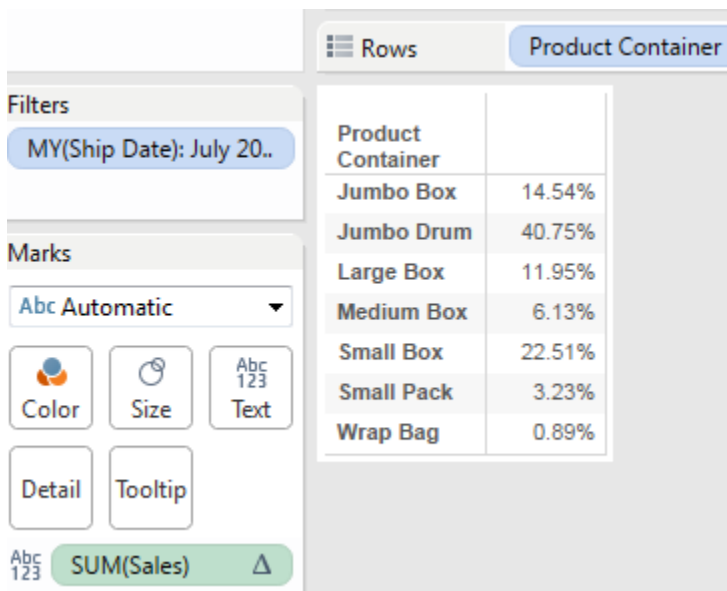 Rows
Product Container
Filters
MY(Ship Date): July 20..
Marks
Abc Automatic
Color
Size
Abc
123
Text
Detail
Tooltip
Abc
123
SUM(Sales) Δ
Product
Container
Jumbo Box 14.54%
Jumbo Drum 40.75%
Large Box 11.95%
Medium Box 6.13%
Small Box 22.51%
Small Pack 3.23%
Wrap Bag 0.89%